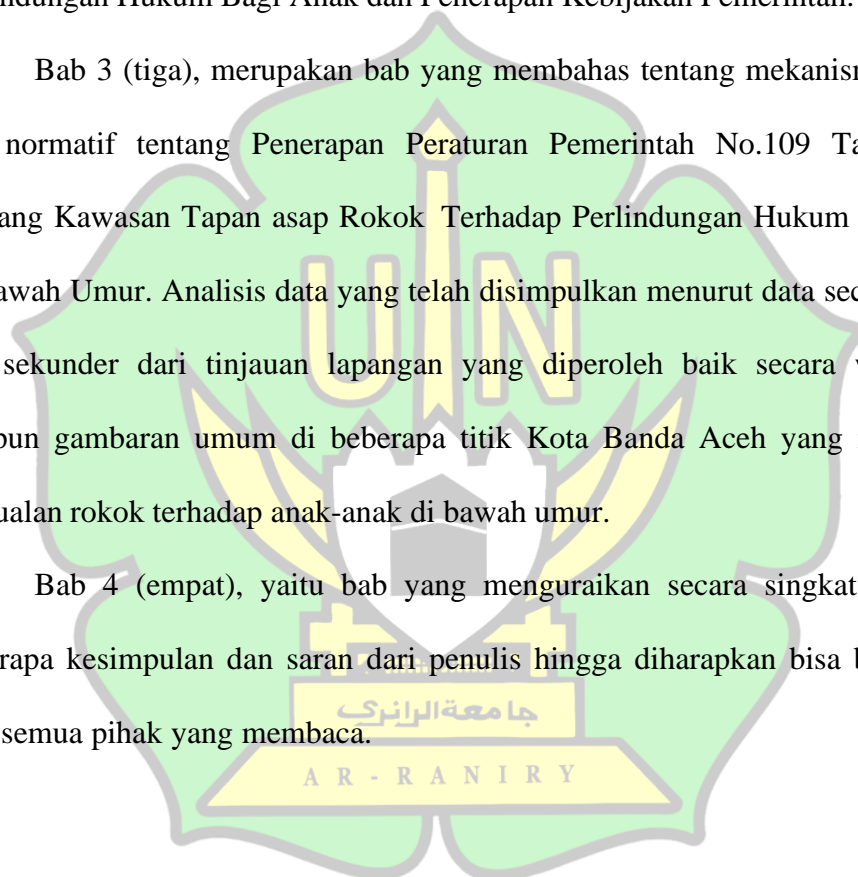 ndungan Hukum Bagi Anak dan Penerapan Kebijakan Pemerintah.
Bab 3 (tiga), merupakan bab yang membahas tentang mekanism
normatif tentang Penerapan Peraturan Pemerintah No.109 Ta
ang Kawasan Tapan asap Rokok Terhadap Perlindungan Hukum
awah Umur. Analisis data yang telah disimpulkan menurut data sec
sekunder dari tinjauan lapangan yang diperoleh baik secara
pun gambaran umum di beberapa titik Kota Banda Aceh yang
ualan rokok terhadap anak-anak di bawah umur.
Bab 4 (empat), yaitu bab yang menguraikan secara singkat
rapa kesimpulan dan saran dari penulis hingga diharapkan bisa b
semua pihak yang membaca.
UIN
جامعة الرانري
AR-RANIRY